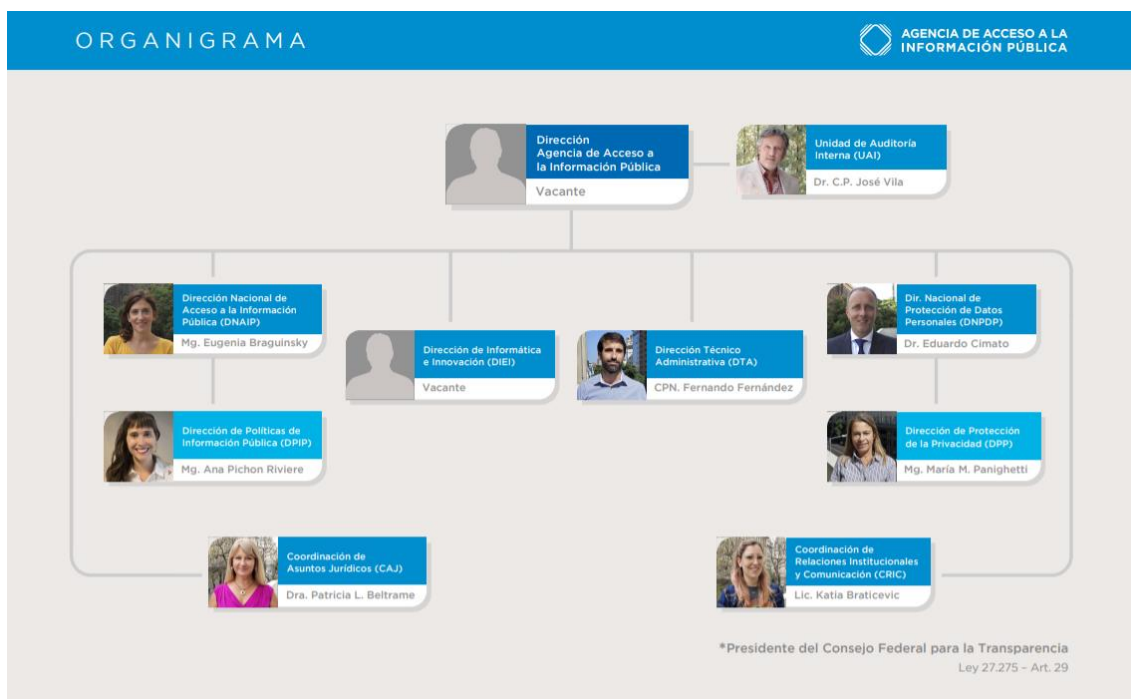 ORGANIGRAMA
AGENCIA DE ACCESO A LA
INFORMACIÓN PÚBLICA
Dirección
Agencia de Acceso a
la Información Pública
Vacante
Unidad de Auditoría
Interna (UAI)
Dr. C.P. José Vila
Dirección Nacional de
Acceso a la Información
Pública (DNAIP)
Mg. Eugenia Braguinsky
Dirección de Informática
e Innovación (DIEI)
Vacante
Dirección Técnico
Administrativa (DTA)
CPN. Fernando Fernández
Dir. Nacional de
Protección de Datos
Personales (DNPDP)
Dr. Eduardo Cimato
Dirección de Políticas de
Información Pública (DPIP)
Mg. Ana Pichon Riviere
Dirección de Protección
de la Privacidad (DPP)
Mg. María M. Panighetti
Coordinación de
Asuntos Jurídicos (CAJ)
Dra. Patricia L. Beltrame
Coordinación de
Relaciones Institucionales
y Comunicación (CRIC)
Lic. Katia Braticevic
*Presidente del Consejo Federal para la Transparencia
Ley 27.275 – Art. 29